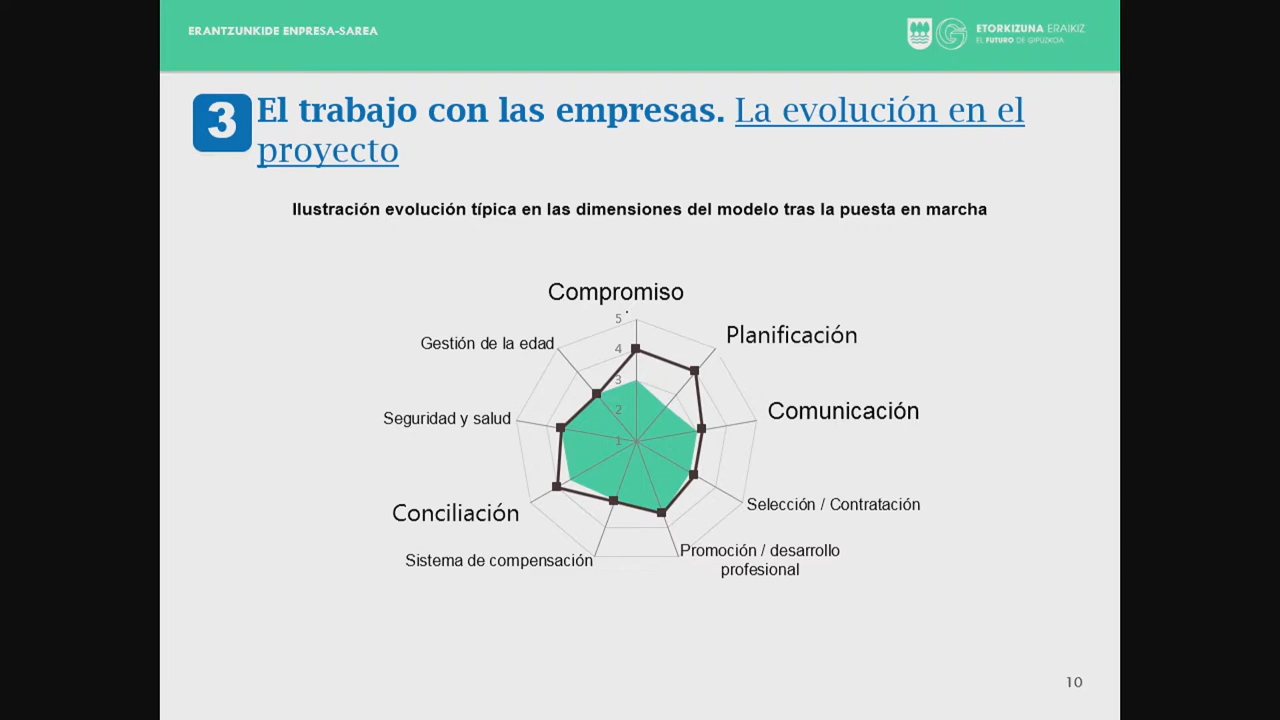 ERANTZUNKIDE ENPRESA-SAREA
ETORKIZUNA ERAIKIZ
EL FUTURO DE GIPUZKOA
3
El trabajo con las empresas. La evolución en el
proyecto
Ilustración evolución típica en las dimensiones del modelo tras la puesta en marcha
Compromiso
5
Planificación
Gestión de la edad
4
3
2
Comunicación
Seguridad y salud
1
Selección / Contratación
Conciliación
Promoción / desarrollo
profesional
Sistema de compensación
10